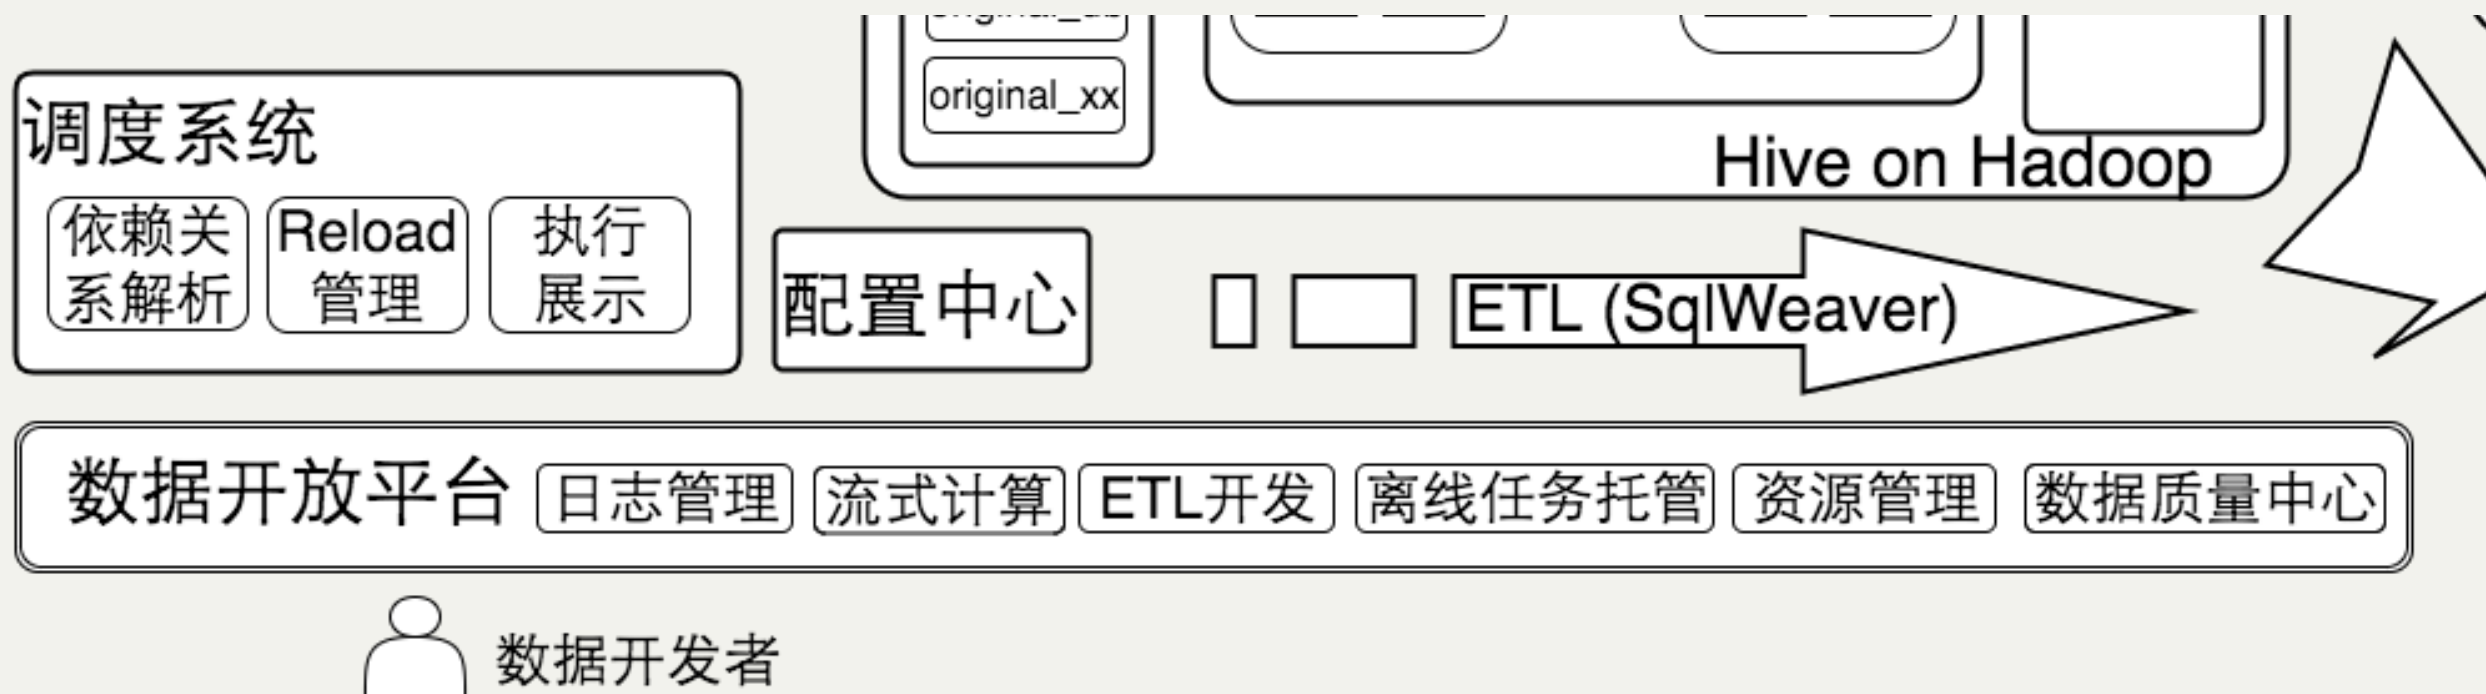 original_xx
调度系统
Hive on Hadoop
依赖关
系解析
Reload
管理
执行
展示
配置中心
ETL (SqlWeaver)
数据开放平台
日志管理
流式计算
ETL开发
离线任务托管
资源管理
数据质量中心
数据开发者